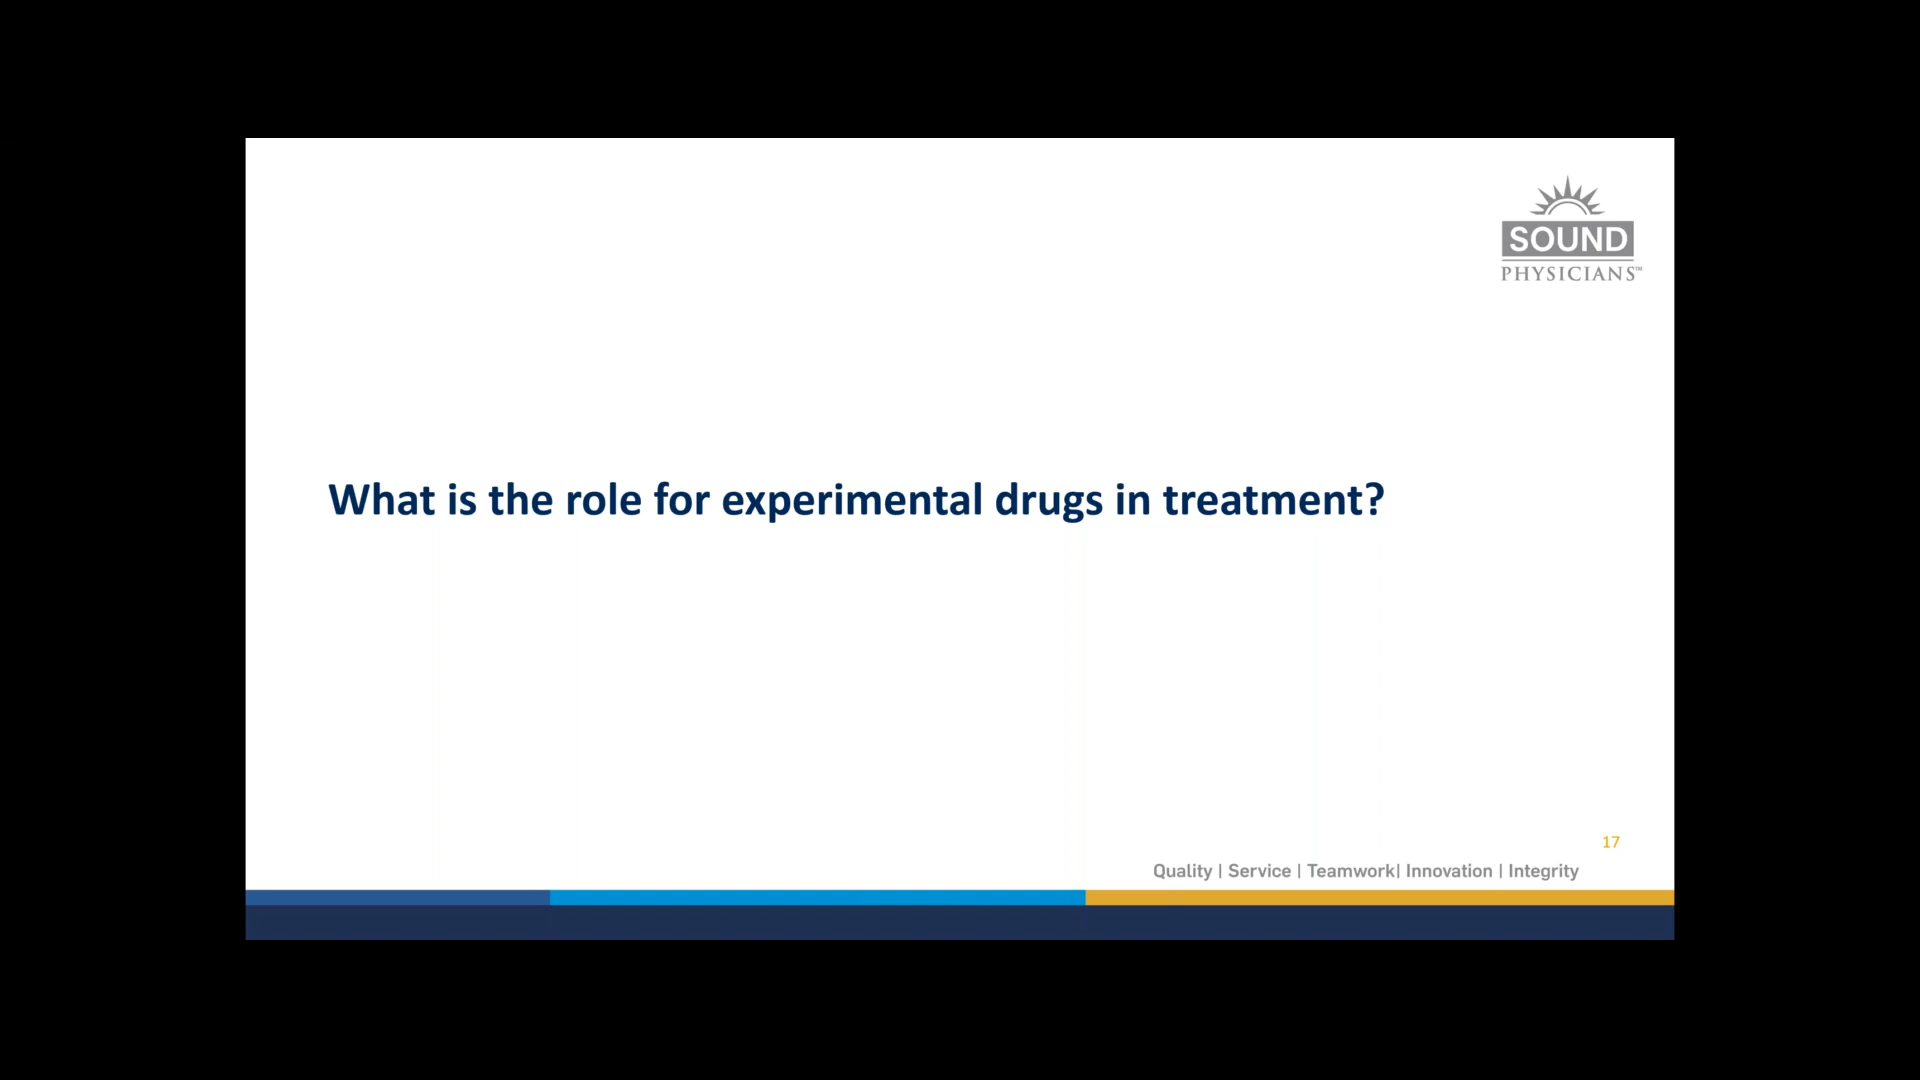 SOUND
PHYSICIANS™
What is the role for experimental drugs in treatment?
17
Quality | Service | Teamwork| Innovation | Integrity